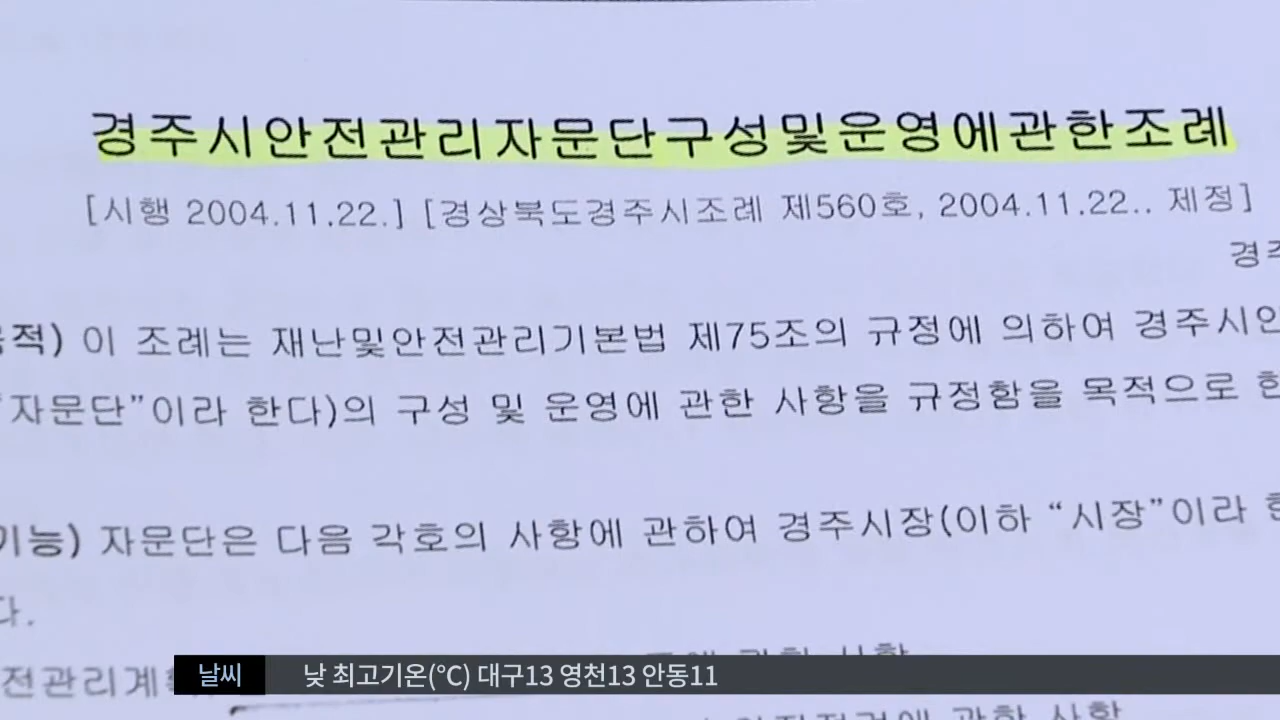 경주시안전관리자문단구성및운영에관한조례
[시행 2004.11.22.] [경상북도경주시조례 제560호, 2004.11.22.. 제정]
경주
적) 이 조례는 재난및안전관리기본법 제75조의 규정에 의하여 경주시안
“자문단”이라 한다)의 구성 및 운영에 관한 사항을 규정함을 목적으로 한
기능) 자문단은 다음 각호의 사항에 관하여 경주시장(이하 “시장”이라 한
다.
전관리계
관한 사항
날씨 낮 최고기온(℃) 대구13 영천13 안동11
관한 사항